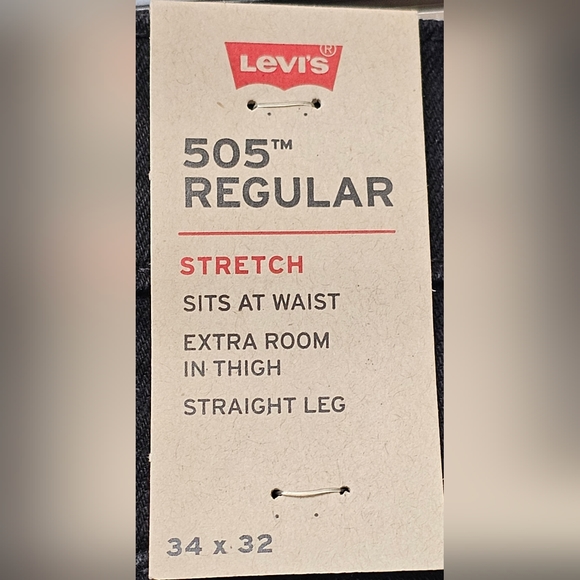 LEVI'S®
505™
REGULAR
STRETCH
SITS AT WAIST
EXTRA ROOM
IN THIGH
STRAIGHT LEG
34 x 32